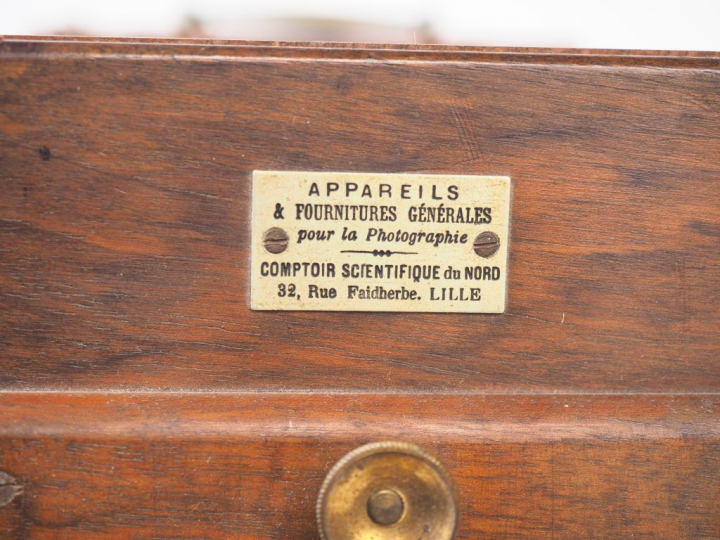 APPAREILS
& FOURNITURES GÉNÉRALES
pour la Photographie
COMPTOIR SCIENTIFIQUE du NORD
32, Rue Faidherbe. LILLE